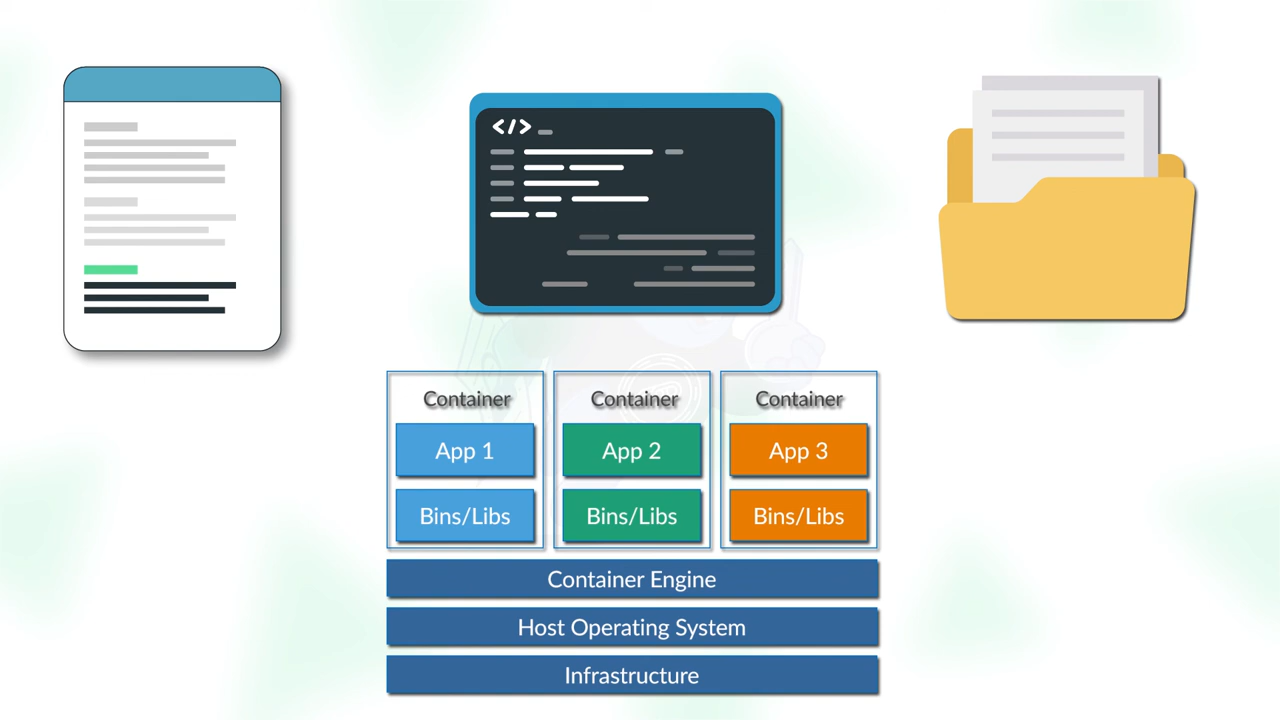 </>
Container
Container
Container
App 1
App 2
App 3
Bins/Libs
Bins/Libs
Bins/Libs
Container Engine
Host Operating System
Infrastructure